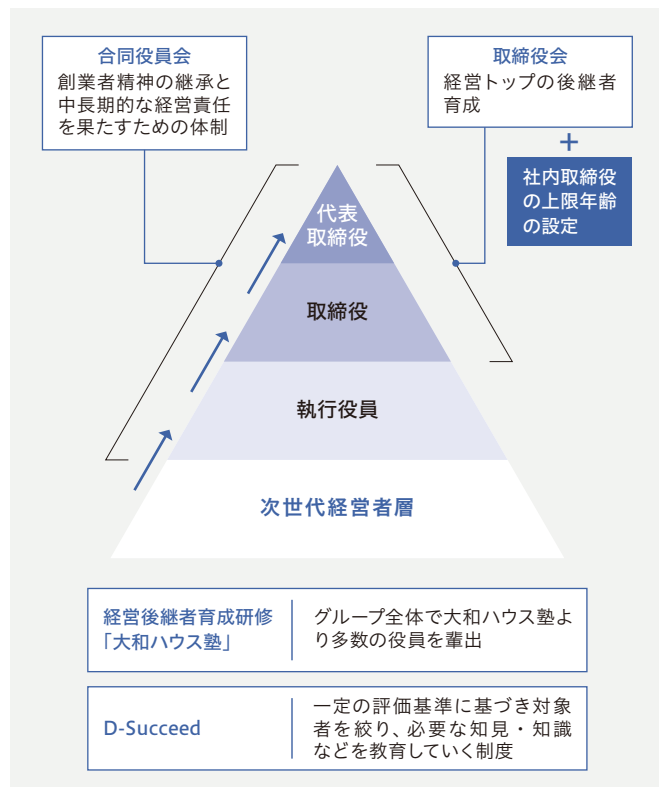 合同役員会
創業者精神の継承と
中長期的な経営責任
を果たすための体制
取締役会
経営トップの後継者
育成
+
社内取締役
の上限年齢
の設定
代表
取締役
取締役
執行役員
次世代経営者層
経営後継者育成研修
「大和ハウス塾」
グループ全体で大和ハウス塾よ
り多数の役員を輩出
D-Succeed
一定の評価基準に基づき対象
者を絞り、必要な知見・知識
などを教育していく制度